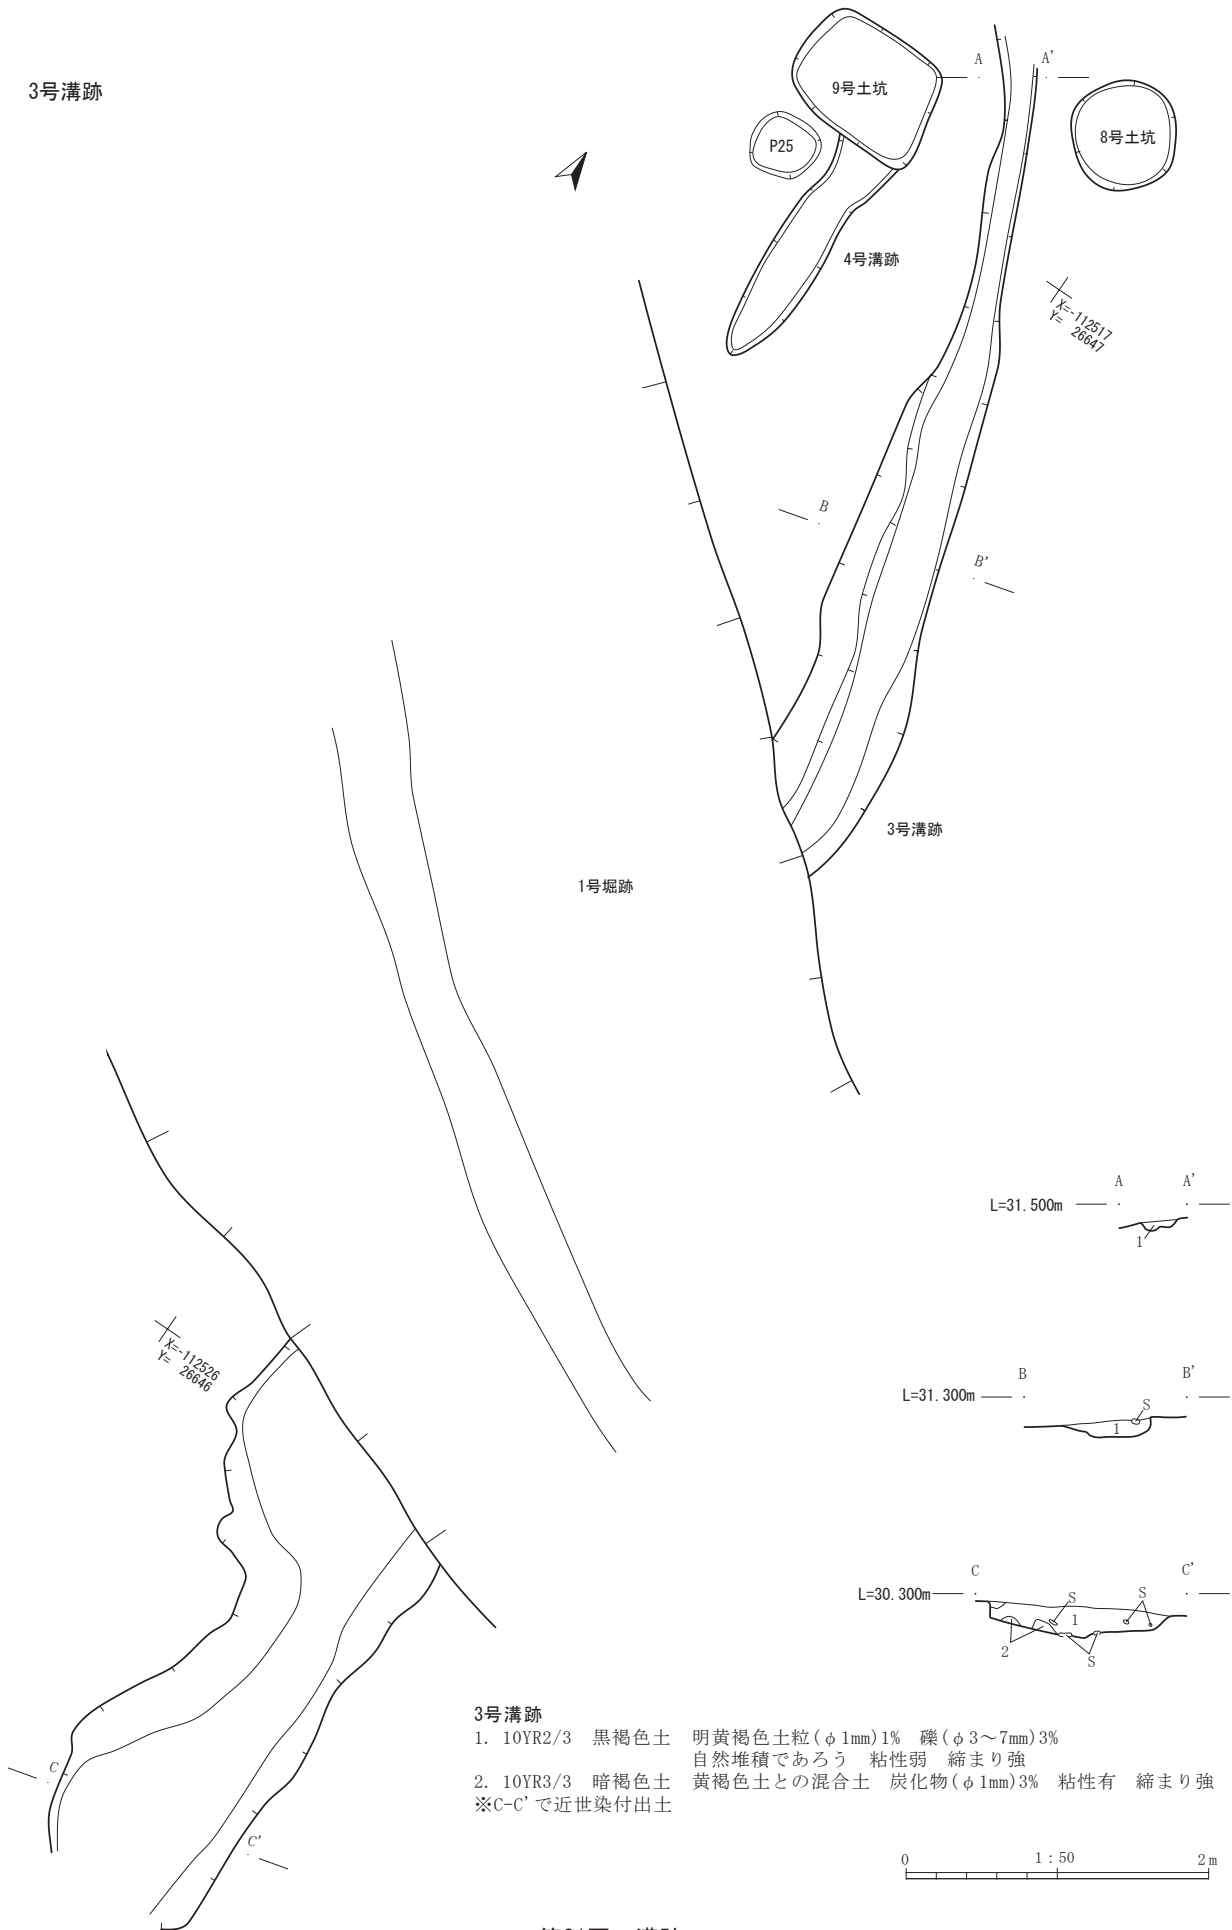 3号溝跡
9号土坑
A
A'
P25
8号土坑
4号溝跡
X=-112517
Y= 26647
B
B'
3号溝跡
1号堀跡
A
A'
L=31.500m
1
X=-112526
Y= 26646
B
B'
L=31.300m
S
1
C
C'
L=30.300m
S
1
S
2
S
C
C'
3号溝跡
1. 10YR2/3 黒褐色土 明黄褐色土粒(φ1mm)1% 礫(φ3～7mm)3%
自然堆積であろう 粘性弱 締まり強
2. 10YR3/3 暗褐色土 黄褐色土との混合土 炭化物(φ1mm)3% 粘性有 締まり強
※C-C'で近世染付出土
0 1:50 2m